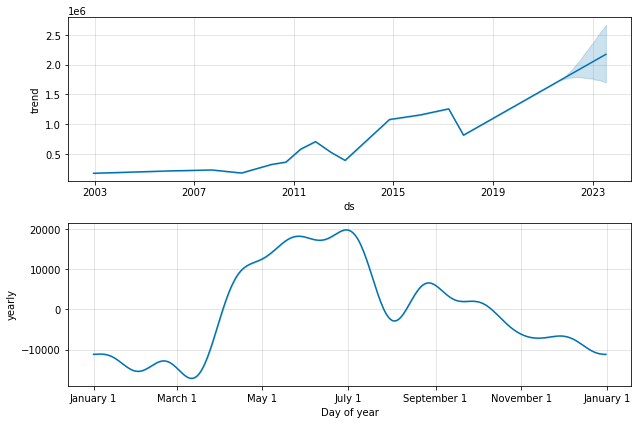 1e6
2.5
2.0
1.5
1.0
0.5
trend
2003 2007 2011 2015 2019 2023
ds
20000
10000
0
−10000
yearly
January 1 March 1 May 1 July 1 September 1 November 1 January 1
Day of year